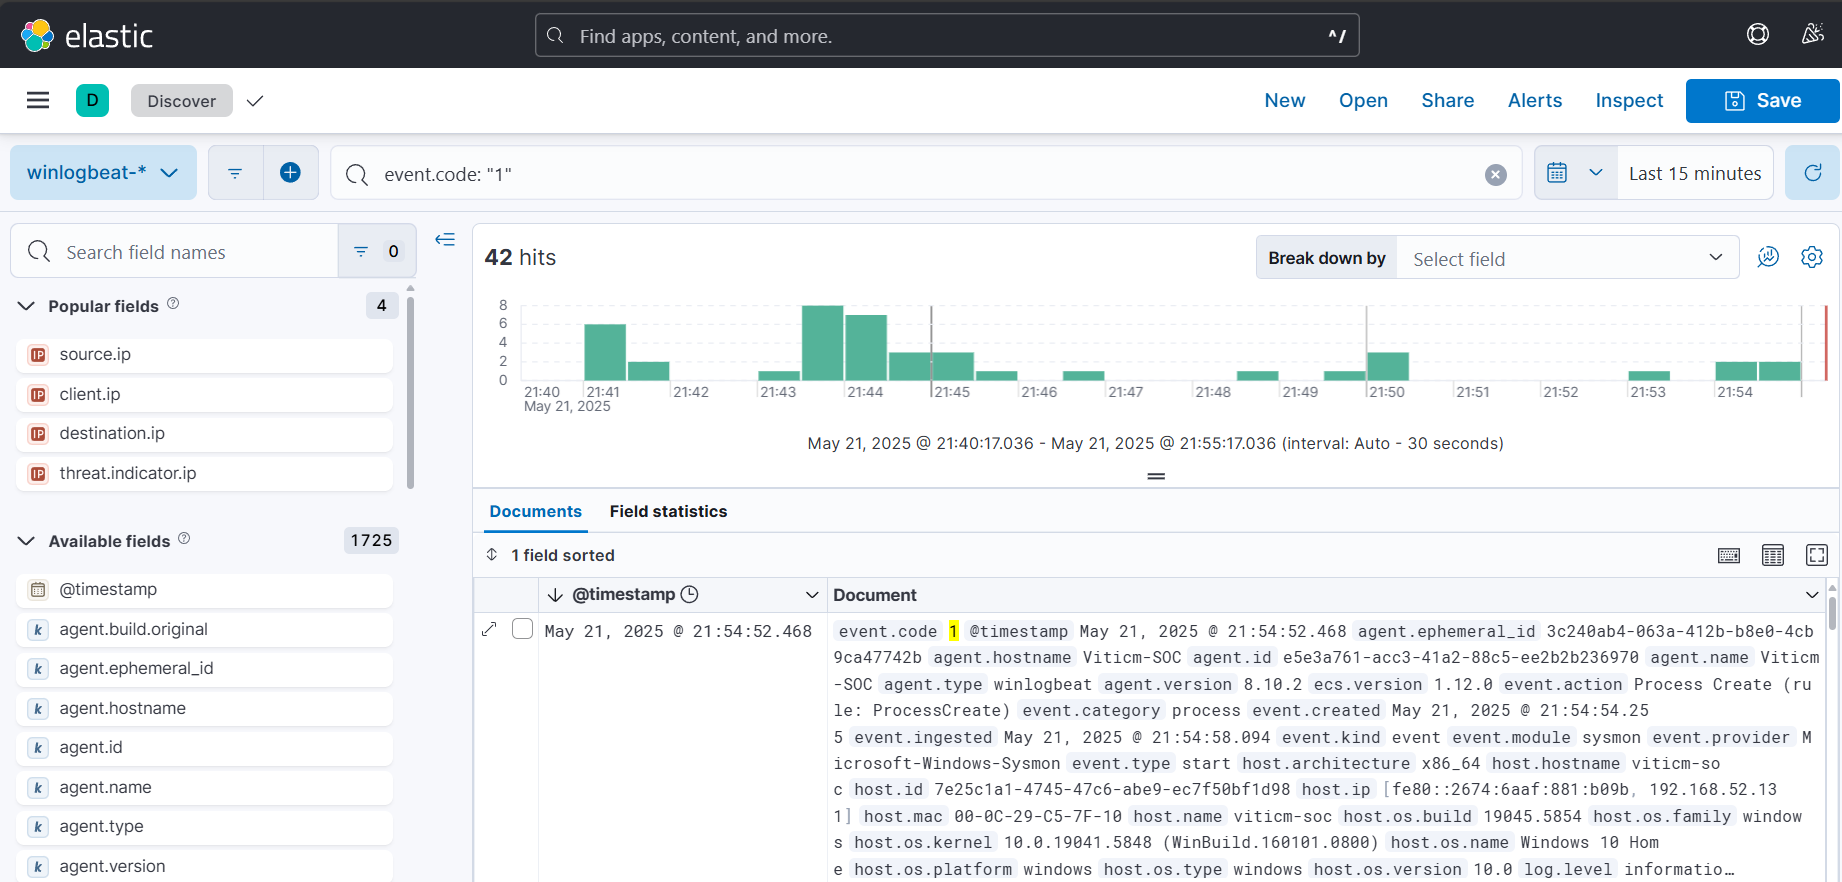 elastic
Find apps, content, and more.
^/
D
Discover
New
Open
Share
Alerts
Inspect
Save
winlogbeat-*
event.code: "1"
Last 15 minutes
Search field names
0
Popular fields
4
source.ip
client.ip
destination.ip
threat.indicator.ip
Available fields
1725
@timestamp
agent.build.original
agent.ephemeral_id
agent.hostname
agent.id
agent.name
agent.type
agent.version
42 hits
Break down by
Select field
8
6
4
2
0
21:40
21:41
21:42
21:43
21:44
21:45
21:46
21:47
21:48
21:49
21:50
21:51
21:52
21:53
21:54
May 21, 2025
May 21, 2025 @ 21:40:17.036 - May 21, 2025 @ 21:55:17.036 (interval: Auto - 30 seconds)
Documents
Field statistics
1 field sorted
@timestamp
Document
May 21, 2025 @ 21:54:52.468
event.code 1 @timestamp May 21, 2025 @ 21:54:52.468 agent.ephemeral_id 3c240ab4-063a-412b-b8e0-4cb
9ca47742b agent.hostname Viticm-SOC agent.id e5e3a761-acc3-41a2-88c5-ee2b2b236970 agent.name Viticm
-SOC agent.type winlogbeat agent.version 8.10.2 ecs.version 1.12.0 event.action Process Create (ru
le: ProcessCreate) event.category process event.created May 21, 2025 @ 21:54:54.25
5 event.ingested May 21, 2025 @ 21:54:58.094 event.kind event event.module sysmon event.provider M
icrosoft-Windows-Sysmon event.type start host.architecture x86_64 host.hostname viticm-so
c host.id 7e25c1a1-4745-47c6-abe9-ec7f50bf1d98 host.ip [fe80::2674:6aaf:881:b09b, 192.168.52.13
1] host.mac 00-0C-29-C5-7F-10 host.name viticm-soc host.os.build 19045.5854 host.os.family window
s host.os.kernel 10.0.19041.5848 (WinBuild.160101.0800) host.os.name Windows 10 Hom
e host.os.platform windows host.os.type windows host.os.version 10.0 log.level informatio…